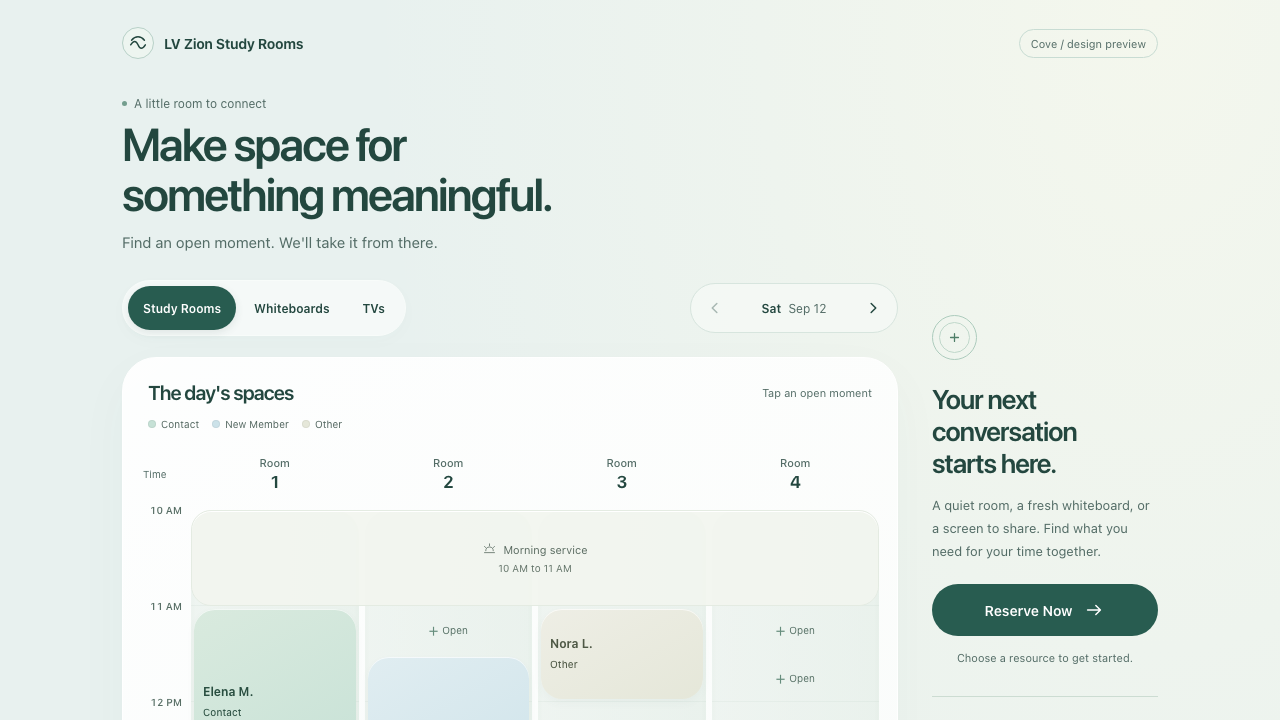 LV Zion Study Rooms
Cove / design preview
A little room to connect
Make space for
something meaningful.
Find an open moment. We'll take it from there.
Study Rooms
Whiteboards
TVs
Sat Sep 12
The day's spaces
Tap an open moment
Contact
New Member
Other
Time
Room
1
Room
2
Room
3
Room
4
10 AM
Morning service
10 AM to 11 AM
11 AM
Elena M.
Contact
+ Open
Nora L.
Other
+ Open
+ Open
12 PM
Your next
conversation
starts here.
A quiet room, a fresh whiteboard, or
a screen to share. Find what you
need for your time together.
Reserve Now
Choose a resource to get started.